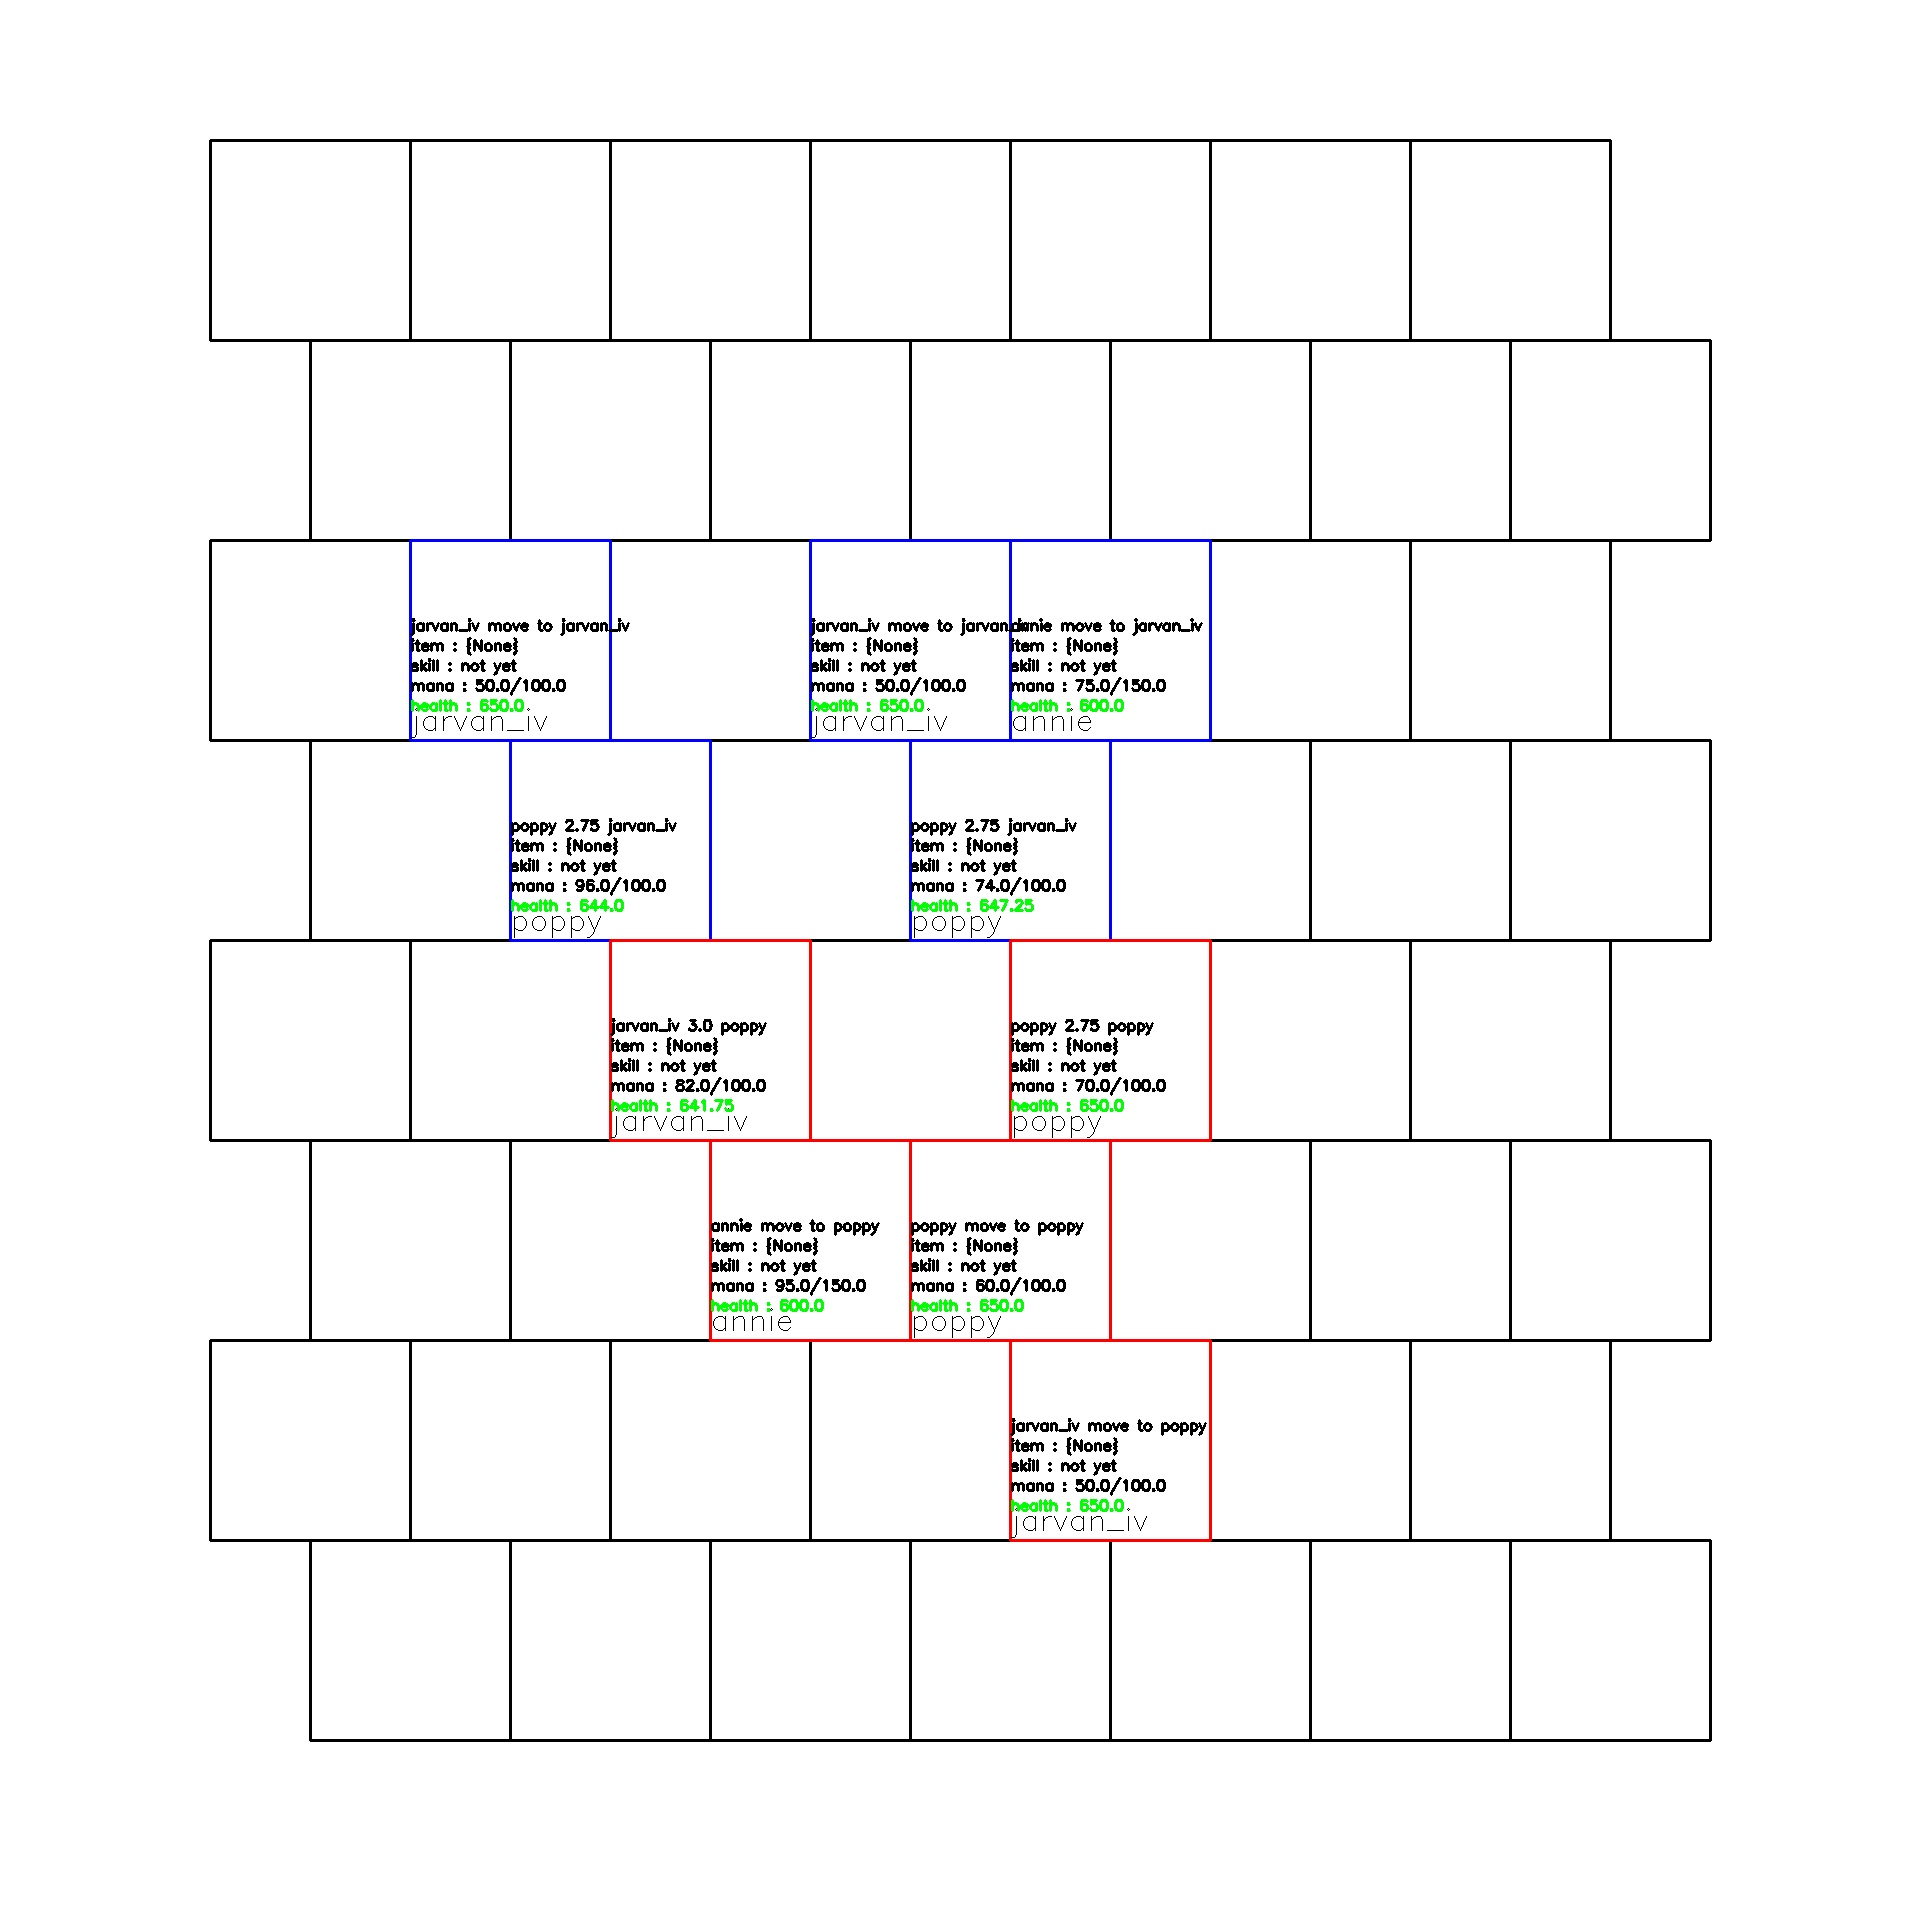 jarvan_iv move to jarvan_iv
item : {None}
skill : not yet
mana : 50.0/100.0
health : 650.0
jarvan_iv
jarvan_iv move to jarvan_iv
item : {None}
skill : not yet
mana : 50.0/100.0
health : 650.0
jarvan_iv
annie move to jarvan_iv
item : {None}
skill : not yet
mana : 75.0/150.0
health : 600.0
annie
poppy 2.75 jarvan_iv
item : {None}
skill : not yet
mana : 96.0/100.0
health : 644.0
poppy
poppy 2.75 jarvan_iv
item : {None}
skill : not yet
mana : 74.0/100.0
health : 647.25
poppy
jarvan_iv 3.0 poppy
item : {None}
skill : not yet
mana : 82.0/100.0
health : 641.75
jarvan_iv
poppy 2.75 poppy
item : {None}
skill : not yet
mana : 70.0/100.0
health : 650.0
poppy
annie move to poppy
item : {None}
skill : not yet
mana : 95.0/150.0
health : 600.0
annie
poppy move to poppy
item : {None}
skill : not yet
mana : 60.0/100.0
health : 650.0
poppy
jarvan_iv move to poppy
item : {None}
skill : not yet
mana : 50.0/100.0
health : 650.0
jarvan_iv